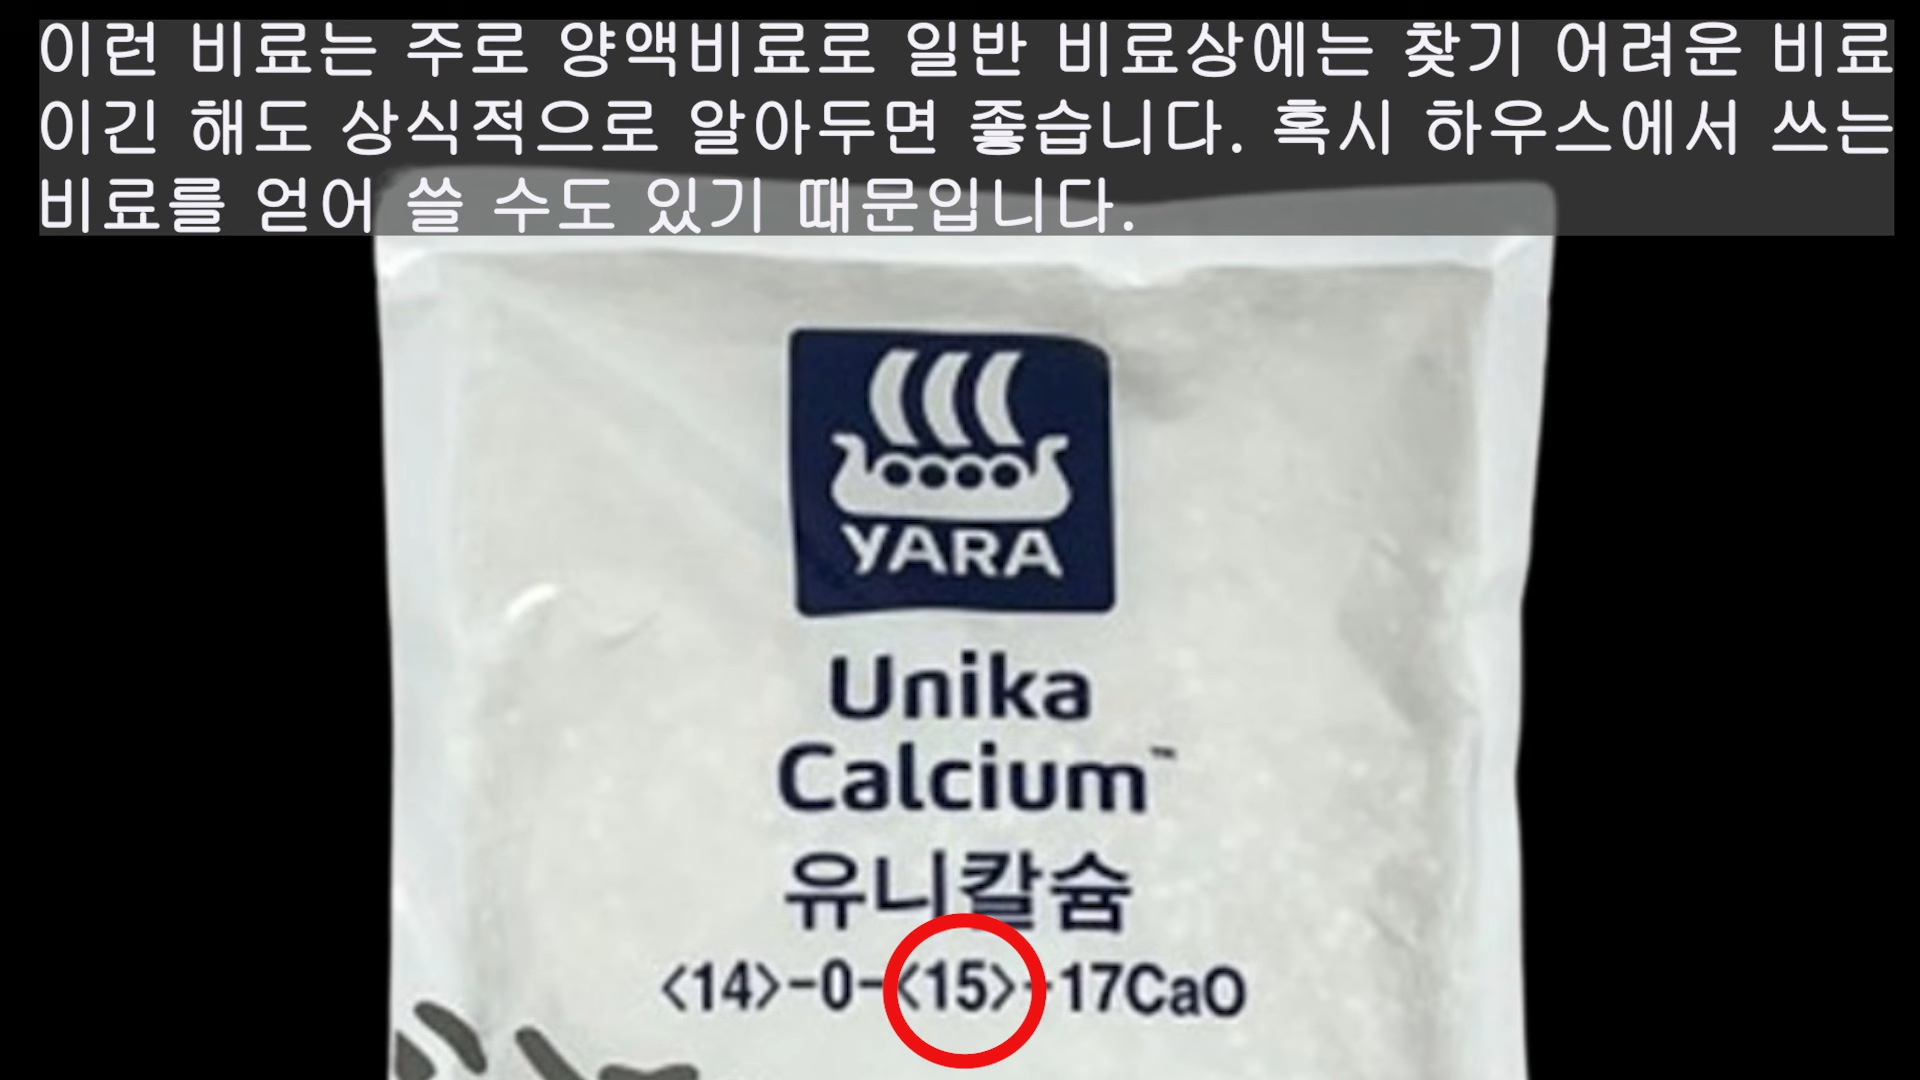 이런 비료는 주로 양액비료로 일반 비료상에는 찾기 어려운 비료
이긴 해도 상식적으로 알아두면 좋습니다. 혹시 하우스에서 쓰는
비료를 얻어 쓸 수도 있기 때문입니다.
YARA
Unika
Calcium™
유니칼슘
<14>-0-<15>-17CaO